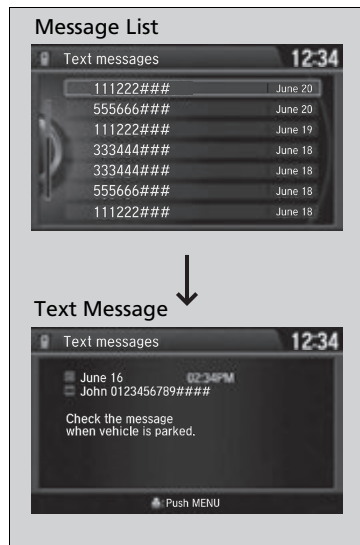 Message List
Text messages 12:34
111222### June 20
555666### June 20
111222### June 19
333444### June 18
333444### June 18
555666### June 18
111222### June 18
Text Message
Text messages 12:34
June 16 02:34PM
John 0123456789####
Check the message
when vehicle is parked.
: Push MENU